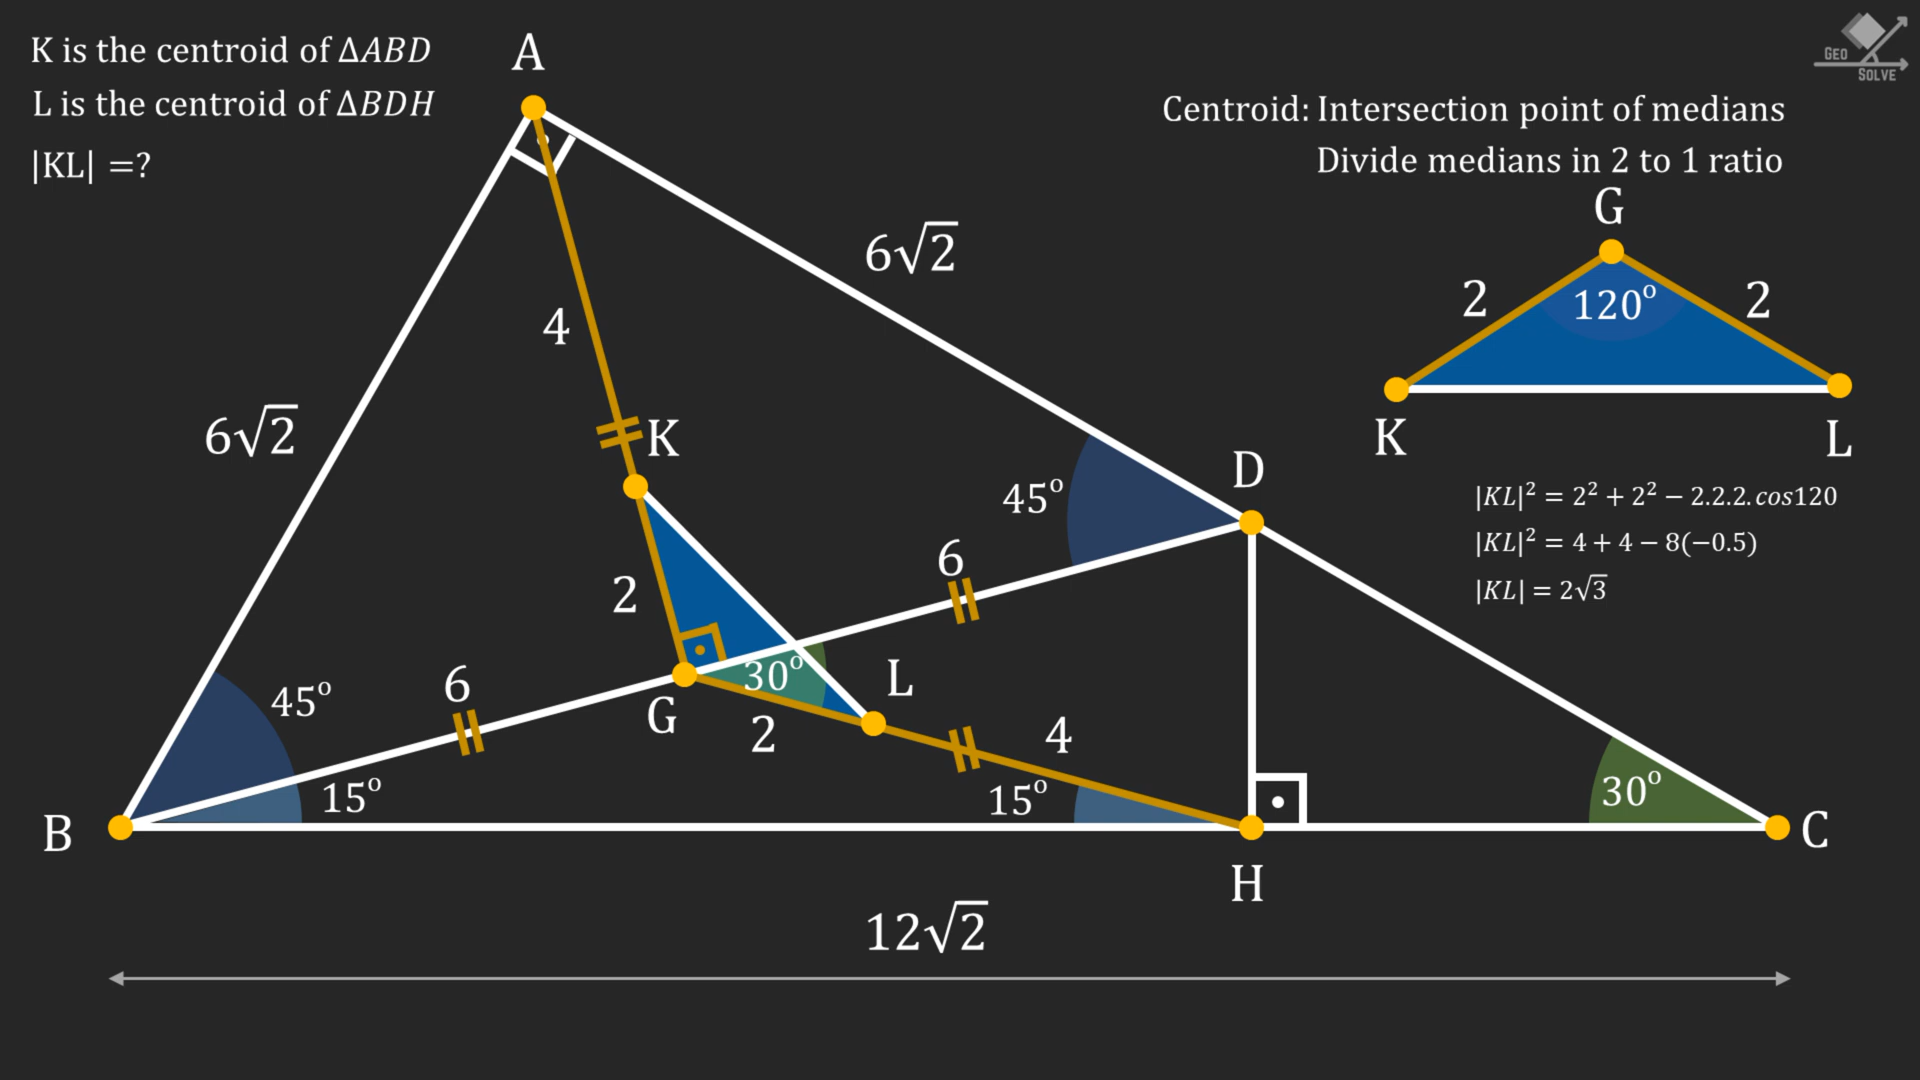 K is the centroid of ΔABD
L is the centroid of ΔBDH
|KL| =?
GEO
SOLVE
Centroid: Intersection point of medians
Divide medians in 2 to 1 ratio
A
6√2
4
6√2
K
2
45°
D
6
6
45°
15°
G
30°
2
L
4
15°
30°
B
H
C
12√2
G
2
120°
2
K
L
|KL|² = 2² + 2² − 2.2.2.cos120
|KL|² = 4 + 4 − 8(−0.5)
|KL| = 2√3